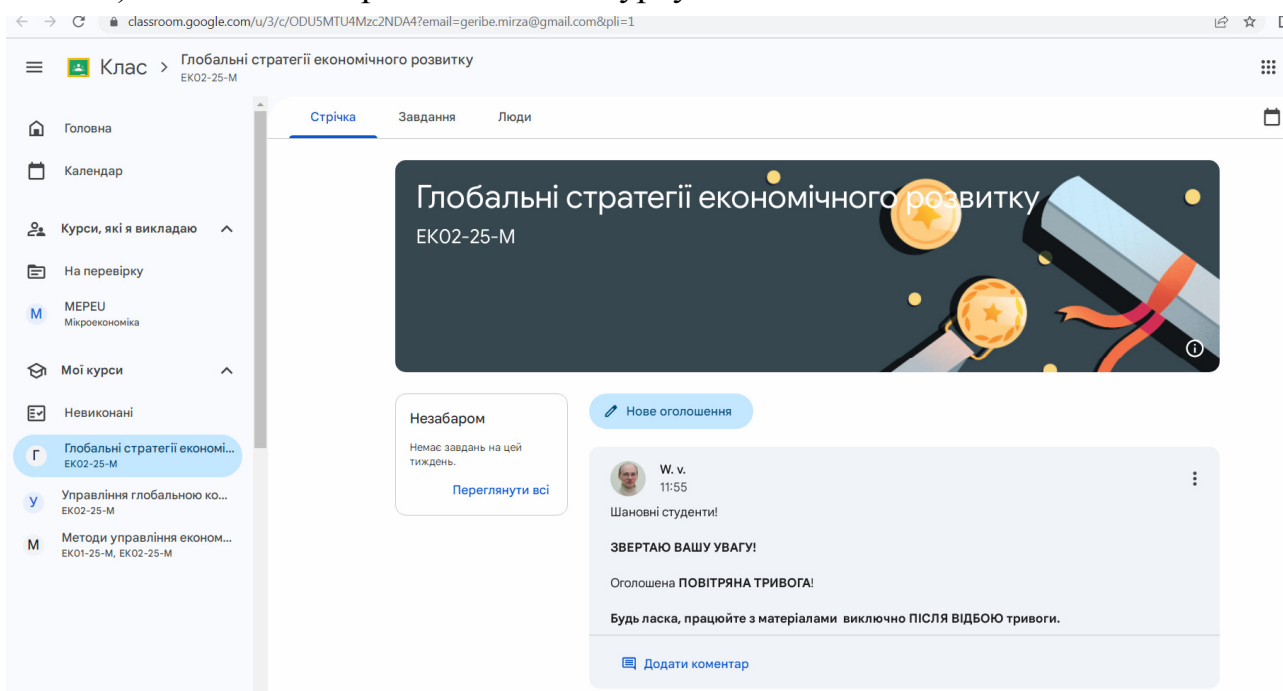 classroom.google.com/u/3/c/ODU5MTU4Mzc2NDA4?email=geribe.mirza@gmail.com&pli=1
Клас > Глобальні стратегії економічного розвитку
ЕК02-25-М
Стрічка Завдання Люди
Головна
Календар
Курси, які я викладаю
На перевірку
М МЕРЕU
Мікроекономіка
Мої курси
Невиконані
Г Глобальні стратегії економі...
ЕК02-25-М
У Управління глобальною ко...
ЕК02-25-М
М Методи управління економ...
ЕК01-25-М, ЕК02-25-М
Глобальні стратегії економічного розвитку
ЕК02-25-М
Незабаром
Немає завдань на цей
тиждень.
Переглянути всі
Нове оголошення
W. v.
11:55
Шановні студенти!
ЗВЕРТАЮ ВАШУ УВАГУ!
Оголошена ПОВІТРЯНА ТРИВОГА!
Будь ласка, працюйте з матеріалами виключно ПІСЛЯ ВІДБОЮ тривоги.
Додати коментар